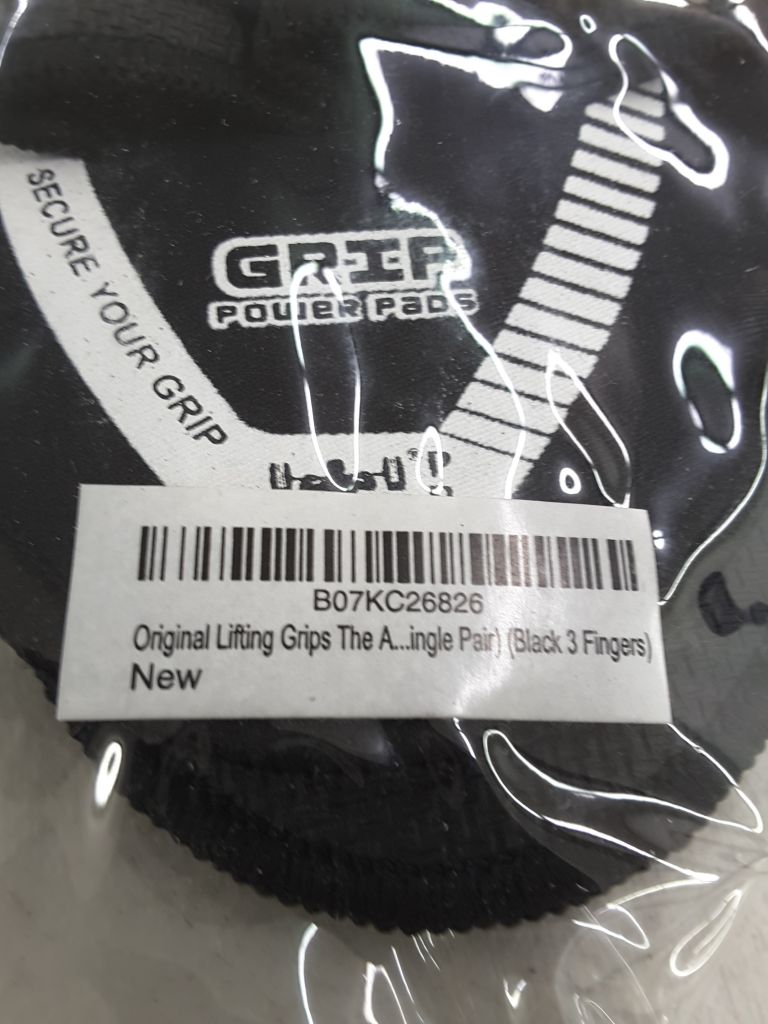 SECURE YOUR GRIP
GRIP
POWER PADS
B07KC26826
Original Lifting Grips The A...ingle Pair) (Black 3 Fingers)
New